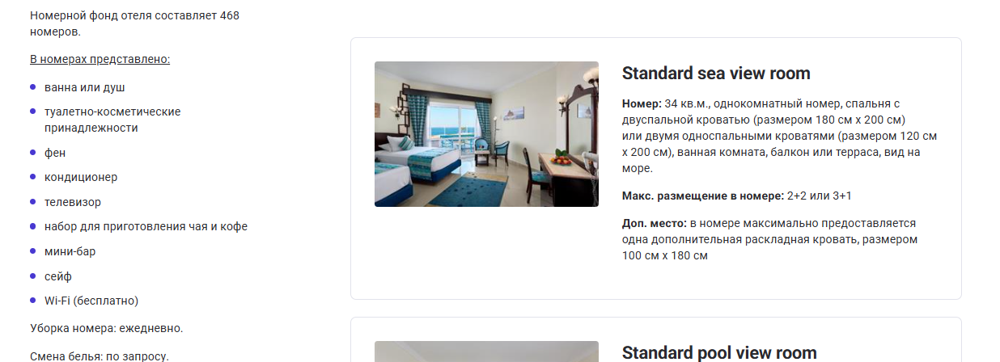 Номерной фонд отеля составляет 468
номеров.
В номерах представлено:
ванна или душ
туалетно-косметические
принадлежности
фен
кондиционер
телевизор
набор для приготовления чая и кофе
мини-бар
сейф
Wi-Fi (бесплатно)
Уборка номера: ежедневно.
Смена белья: по запросу.
Standard sea view room
Номер: 34 кв.м., однокомнатный номер, спальня с
двуспальной кроватью (размером 180 см х 200 см)
или двумя односпальными кроватями (размером 120 см
х 200 см), ванная комната, балкон или терраса, вид на
море.
Макс. размещение в номере: 2+2 или 3+1
Доп. место: в номере максимально предоставляется
одна дополнительная раскладная кровать, размером
100 см х 180 см
Standard pool view room